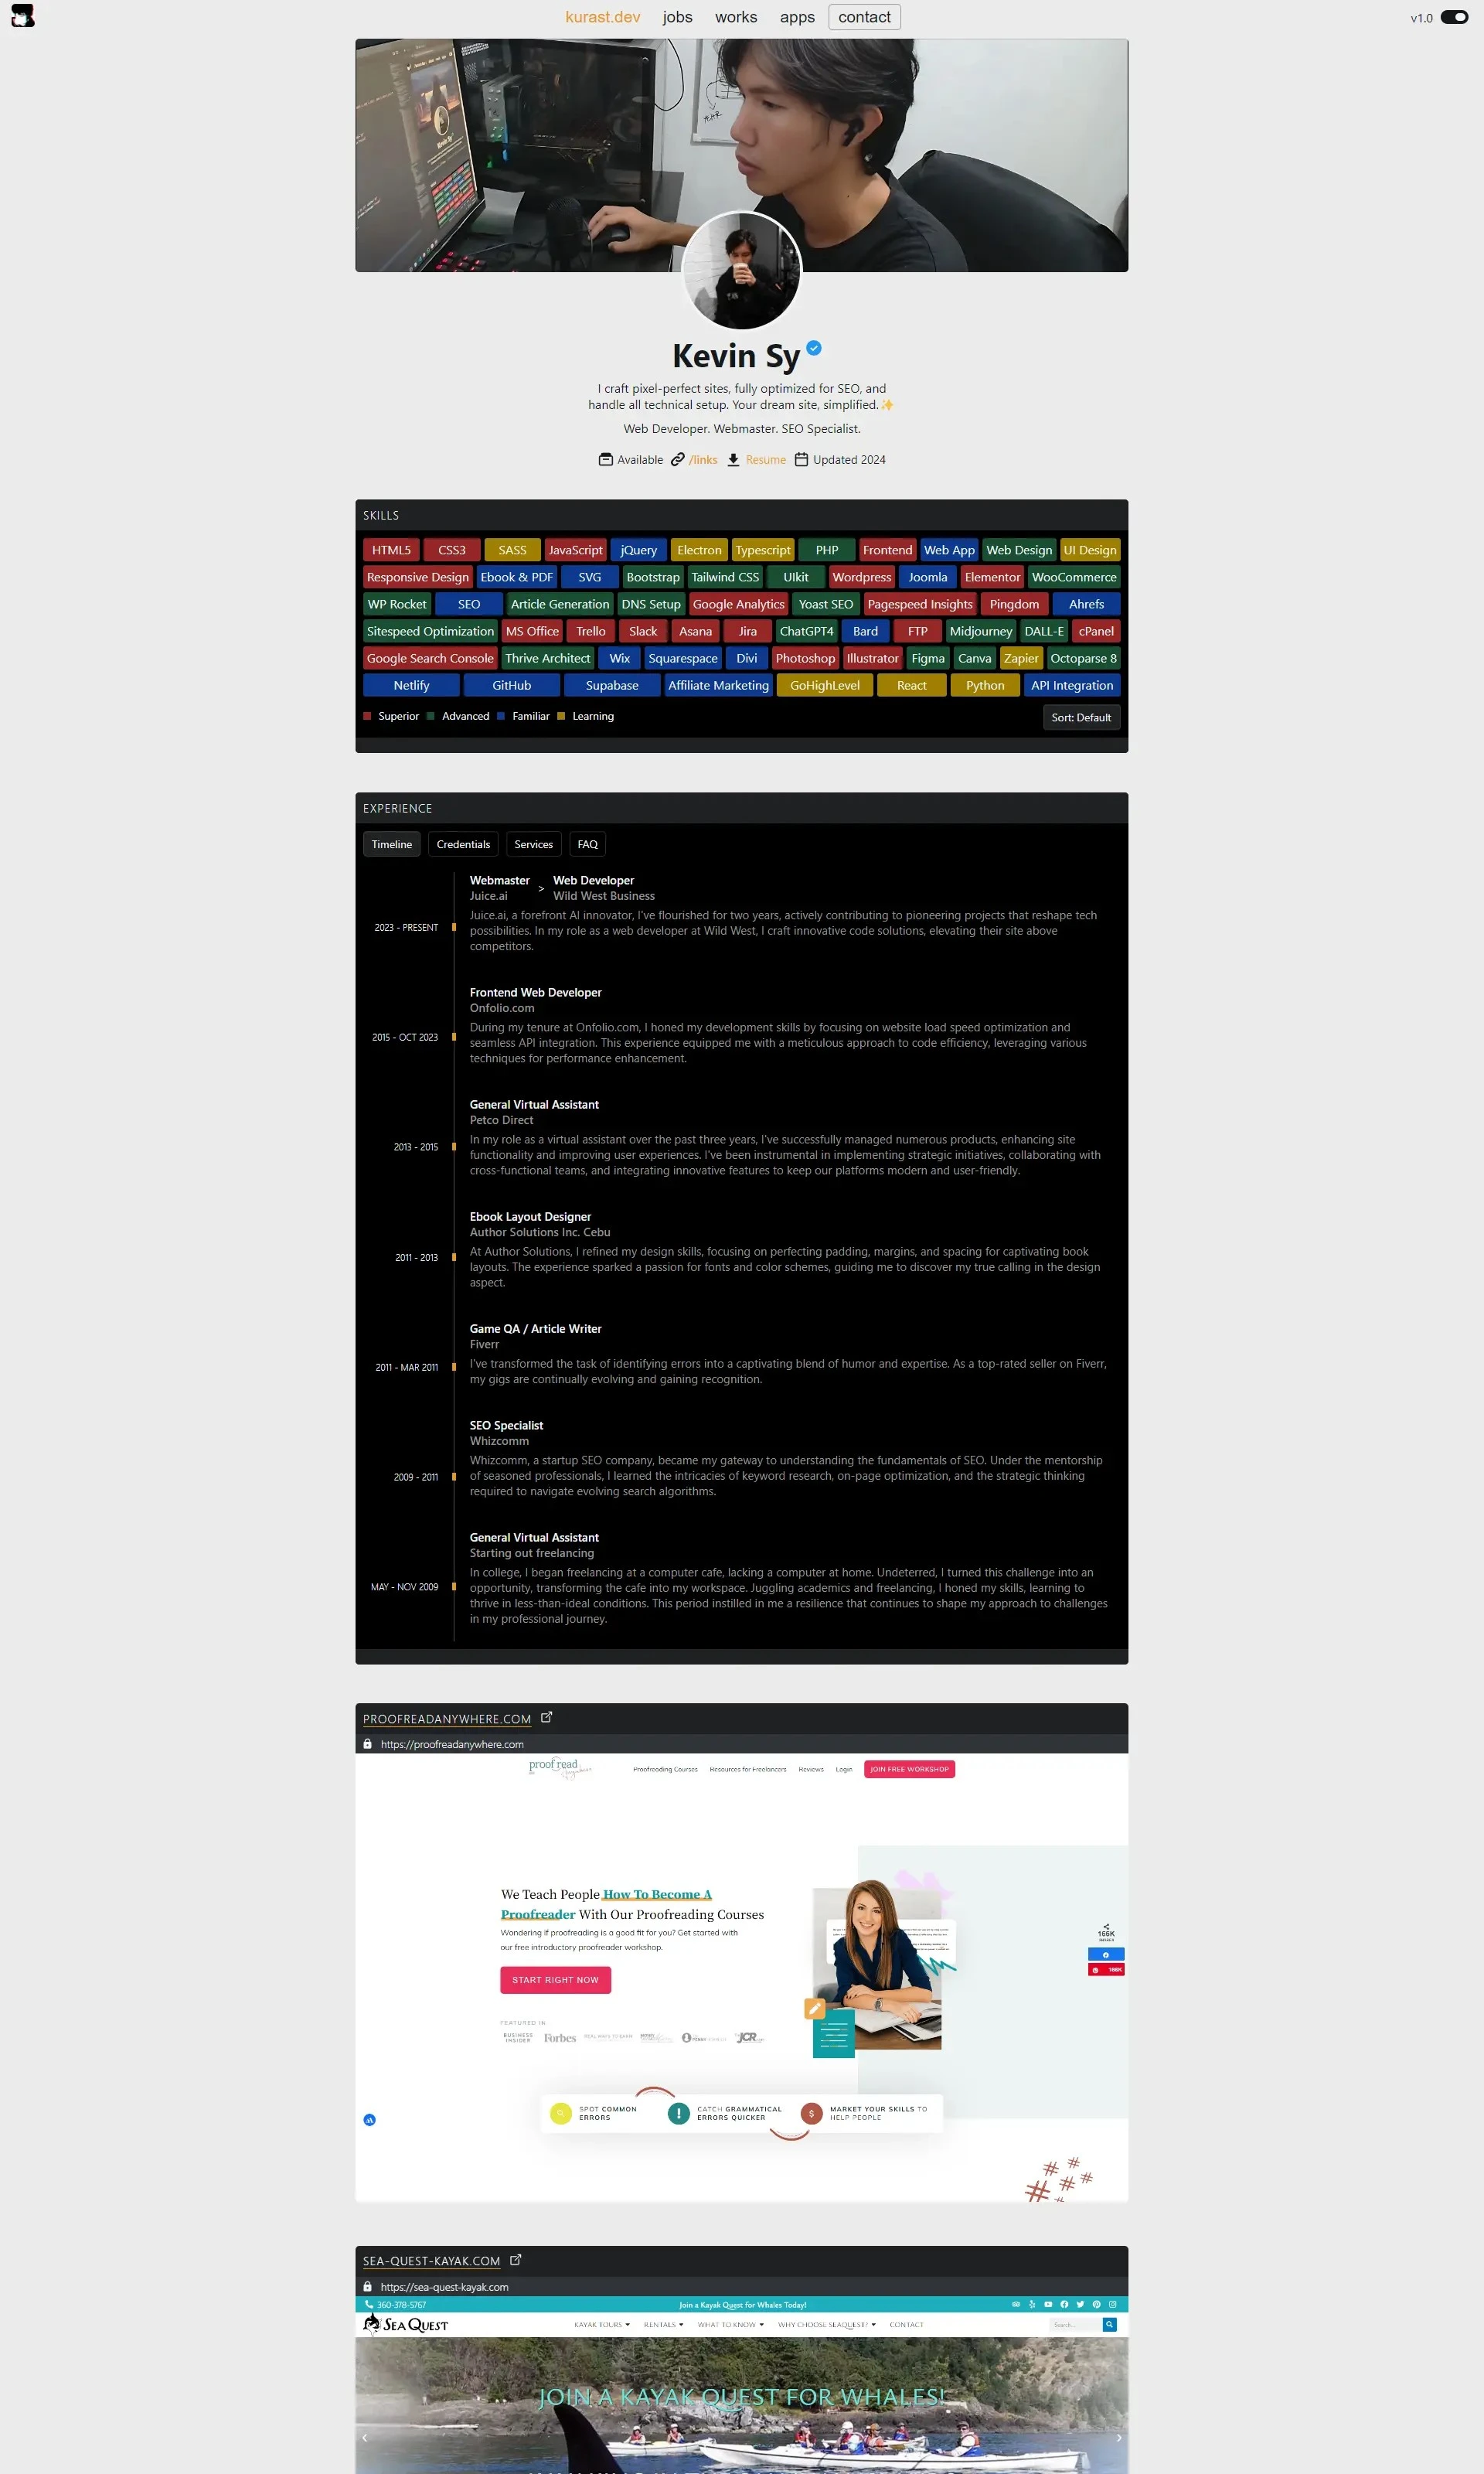 kurast.dev jobs works apps contact v1.0
Kevin Sy
I craft pixel-perfect sites, fully optimized for SEO, and
handle all technical setup. Your dream site, simplified.✨
Web Developer. Webmaster. SEO Specialist.
Available /links Resume Updated 2024
SKILLS
HTML5 CSS3 SASS JavaScript jQuery Electron Typescript PHP Frontend Web App Web Design UI Design
Responsive Design Ebook & PDF SVG Bootstrap Tailwind CSS UIkit Wordpress Joomla Elementor WooCommerce
WP Rocket SEO Article Generation DNS Setup Google Analytics Yoast SEO Pagespeed Insights Pingdom Ahrefs
Sitespeed Optimization MS Office Trello Slack Asana Jira ChatGPT4 Bard FTP Midjourney DALL-E cPanel
Google Search Console Thrive Architect Wix Squarespace Divi Photoshop Illustrator Figma Canva Zapier Octoparse 8
Netlify GitHub Supabase Affiliate Marketing GoHighLevel React Python API Integration
Superior Advanced Familiar Learning Sort: Default
EXPERIENCE
Timeline Credentials Services FAQ
Webmaster > Web Developer
Juice.ai Wild West Business
2023 - PRESENT
Juice.ai, a forefront AI innovator, I've flourished for two years, actively contributing to pioneering projects that reshape tech
possibilities. In my role as a web developer at Wild West, I craft innovative code solutions, elevating their site above
competitors.
Frontend Web Developer
Onfolio.com
2015 - OCT 2023
During my tenure at Onfolio.com, I honed my development skills by focusing on website load speed optimization and
seamless API integration. This experience equipped me with a meticulous approach to code efficiency, leveraging various
techniques for performance enhancement.
General Virtual Assistant
Petco Direct
2013 - 2015
In my role as a virtual assistant over the past three years, I've successfully managed numerous products, enhancing site
functionality and improving user experiences. I've been instrumental in implementing strategic initiatives, collaborating with
cross-functional teams, and integrating innovative features to keep our platforms modern and user-friendly.
Ebook Layout Designer
Author Solutions Inc. Cebu
2011 - 2013
At Author Solutions, I refined my design skills, focusing on perfecting padding, margins, and spacing for captivating book
layouts. The experience sparked a passion for fonts and color schemes, guiding me to discover my true calling in the design
aspect.
Game QA / Article Writer
Fiverr
2011 - MAR 2011
I've transformed the task of identifying errors into a captivating blend of humor and expertise. As a top-rated seller on Fiverr,
my gigs are continually evolving and gaining recognition.
SEO Specialist
Whizcomm
2009 - 2011
Whizcomm, a startup SEO company, became my gateway to understanding the fundamentals of SEO. Under the mentorship
of seasoned professionals, I learned the intricacies of keyword research, on-page optimization, and the strategic thinking
required to navigate evolving search algorithms.
General Virtual Assistant
Starting out freelancing
MAY - NOV 2009
In college, I began freelancing at a computer cafe, lacking a computer at home. Undeterred, I turned this challenge into an
opportunity, transforming the cafe into my workspace. Juggling academics and freelancing, I honed my skills, learning to
thrive in less-than-ideal conditions. This period instilled in me a resilience that continues to shape my approach to challenges
in my professional journey.
PROOFREADANYWHERE.COM
https://proofreadanywhere.com
proofread Proofreading Courses Resources for Freelancers Reviews Login JOIN FREE WORKSHOP
We Teach People How To Become A
Proofreader With Our Proofreading Courses
Wondering if proofreading is a good fit for you? Get started with
our free introductory proofreader workshop.
START RIGHT NOW
166K
FEATURED IN
BUSINESS
INSIDER Forbes JCR
SPOT COMMON
ERRORS
CATCH GRAMMATICAL
ERRORS QUICKER
MARKET YOUR SKILLS TO
HELP PEOPLE
SEA-QUEST-KAYAK.COM
https://sea-quest-kayak.com
360-378-5767 Join a Kayak Quest for Whales Today!
SEA QUEST KAYAK TOURS RENTALS WHAT TO KNOW WHY CHOOSE SEAQUEST? CONTACT Search...
JOIN A KAYAK QUEST FOR WHALES!